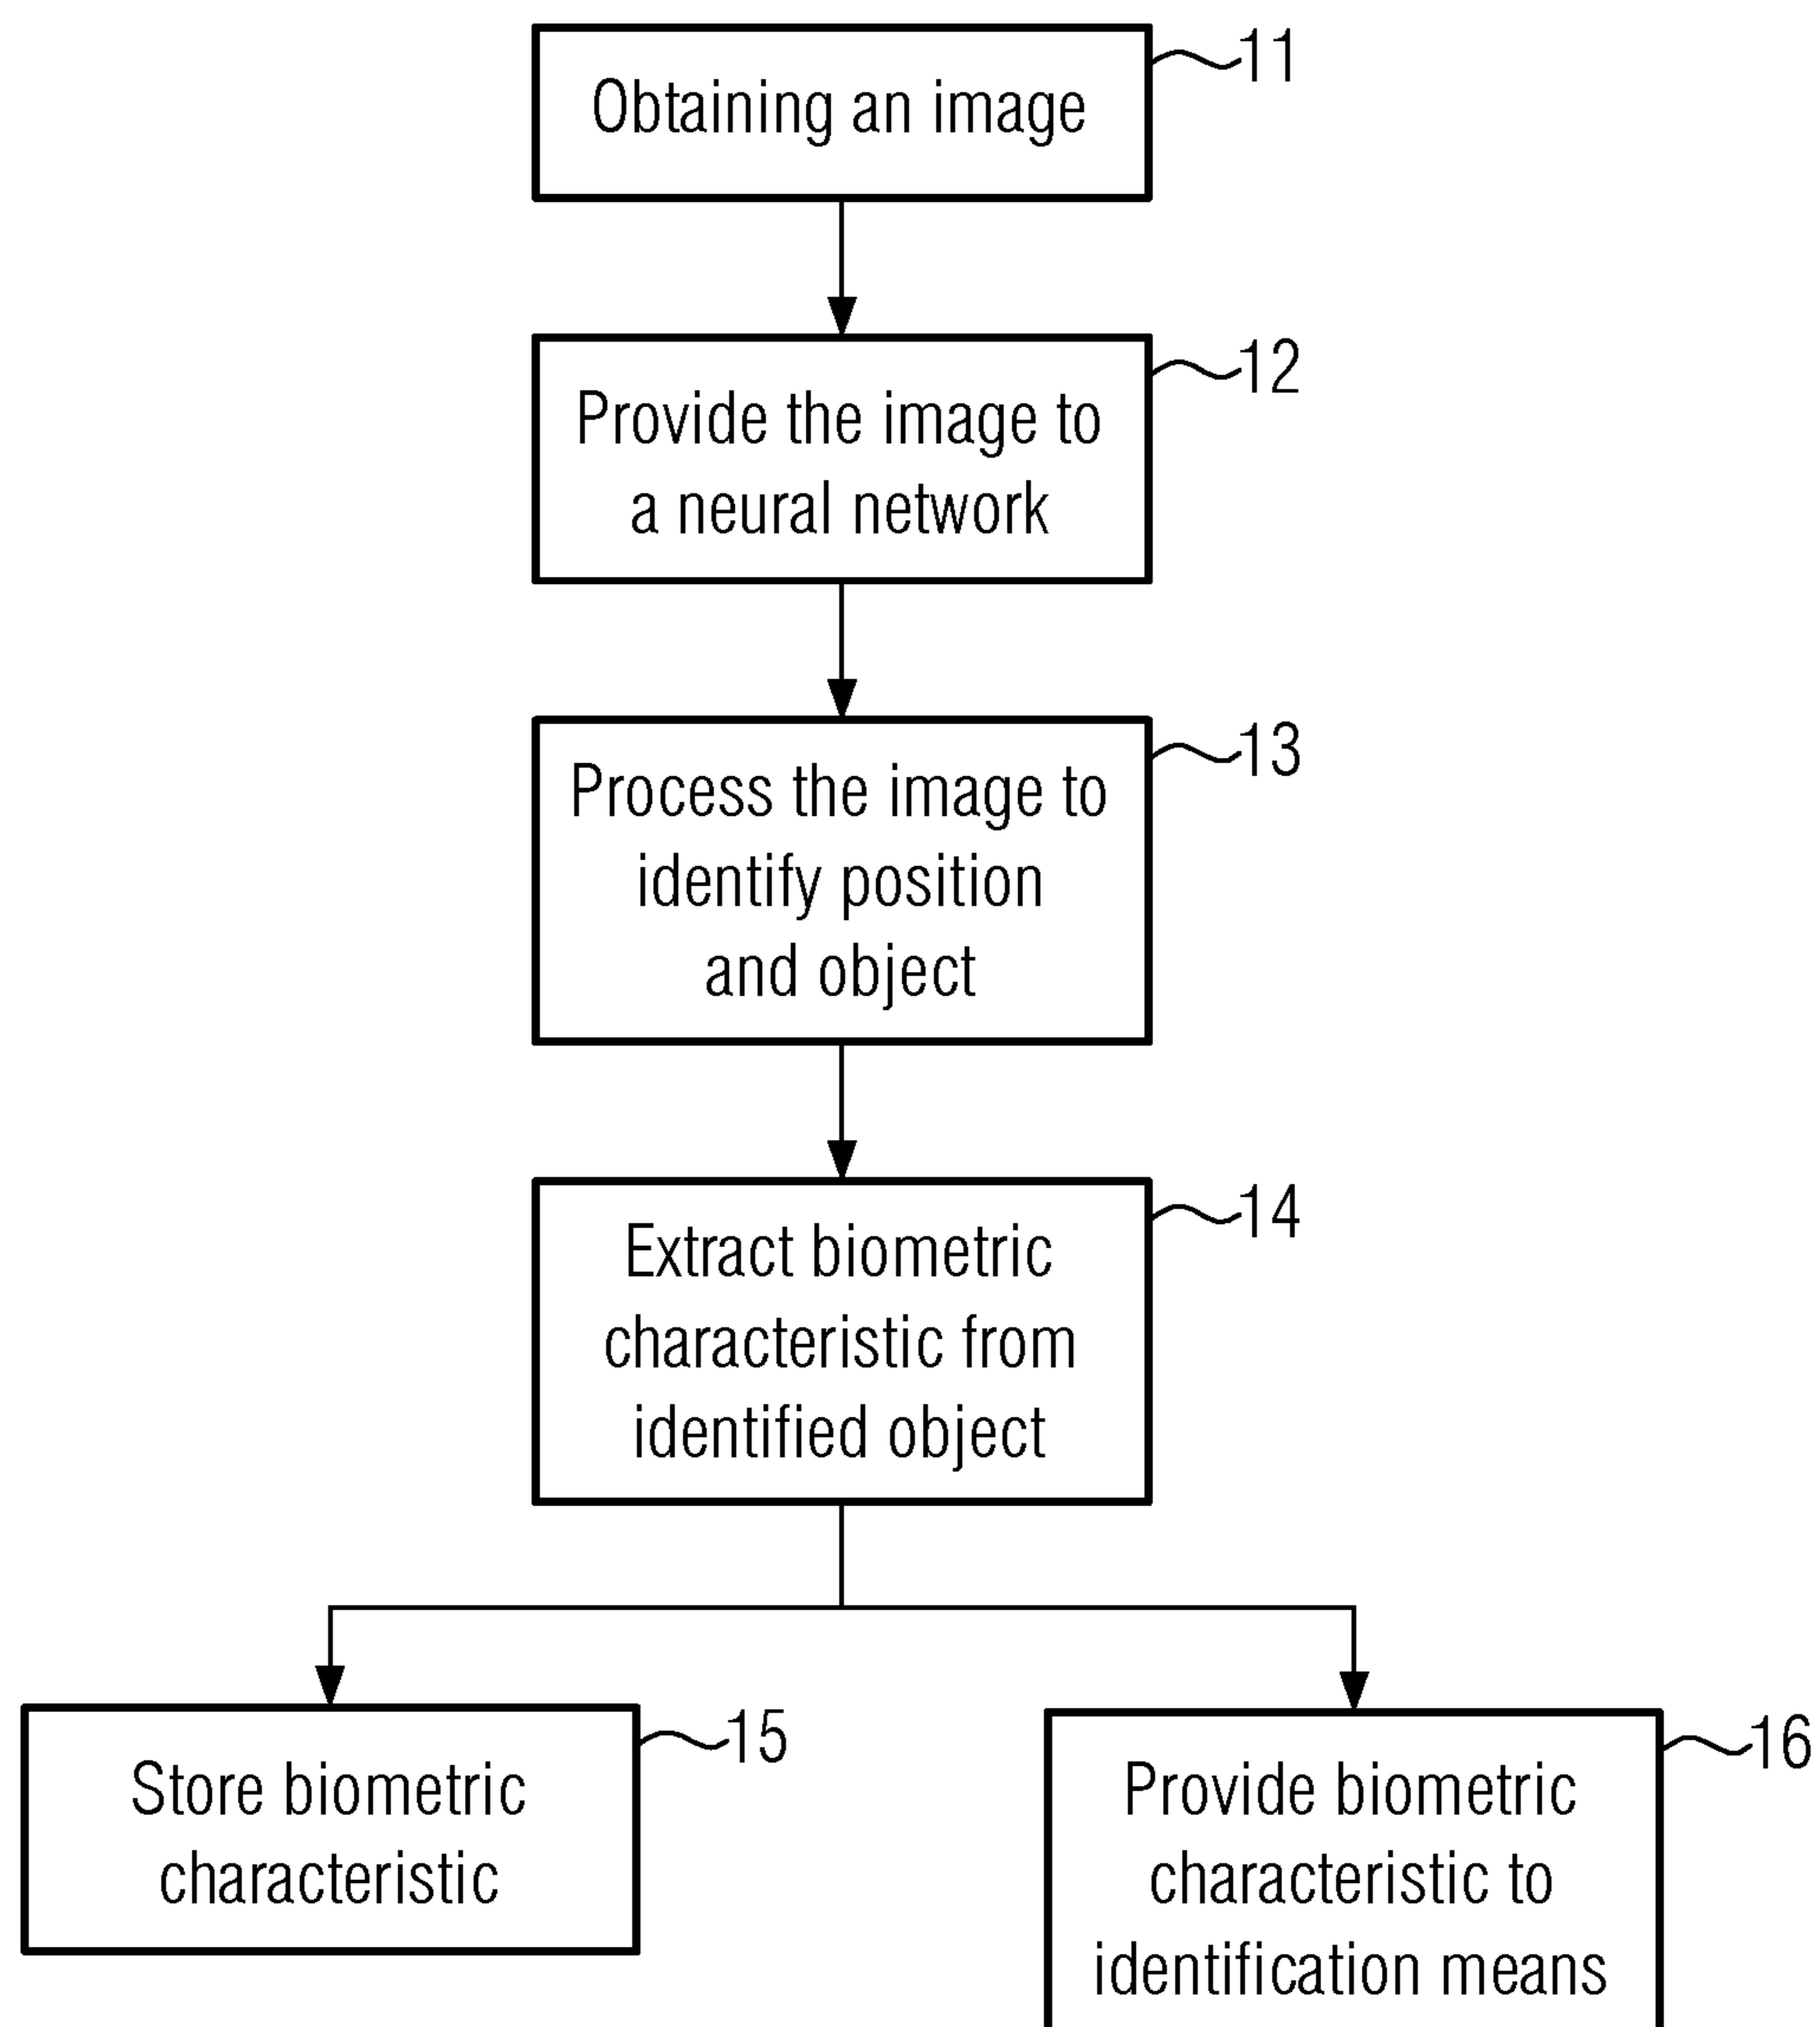 Obtaining an image
11
Provide the image to
a neural network
12
Process the image to
identify position
and object
13
Extract biometric
characteristic from
identified object
14
Store biometric
characteristic
15
Provide biometric
characteristic to
identification means
16